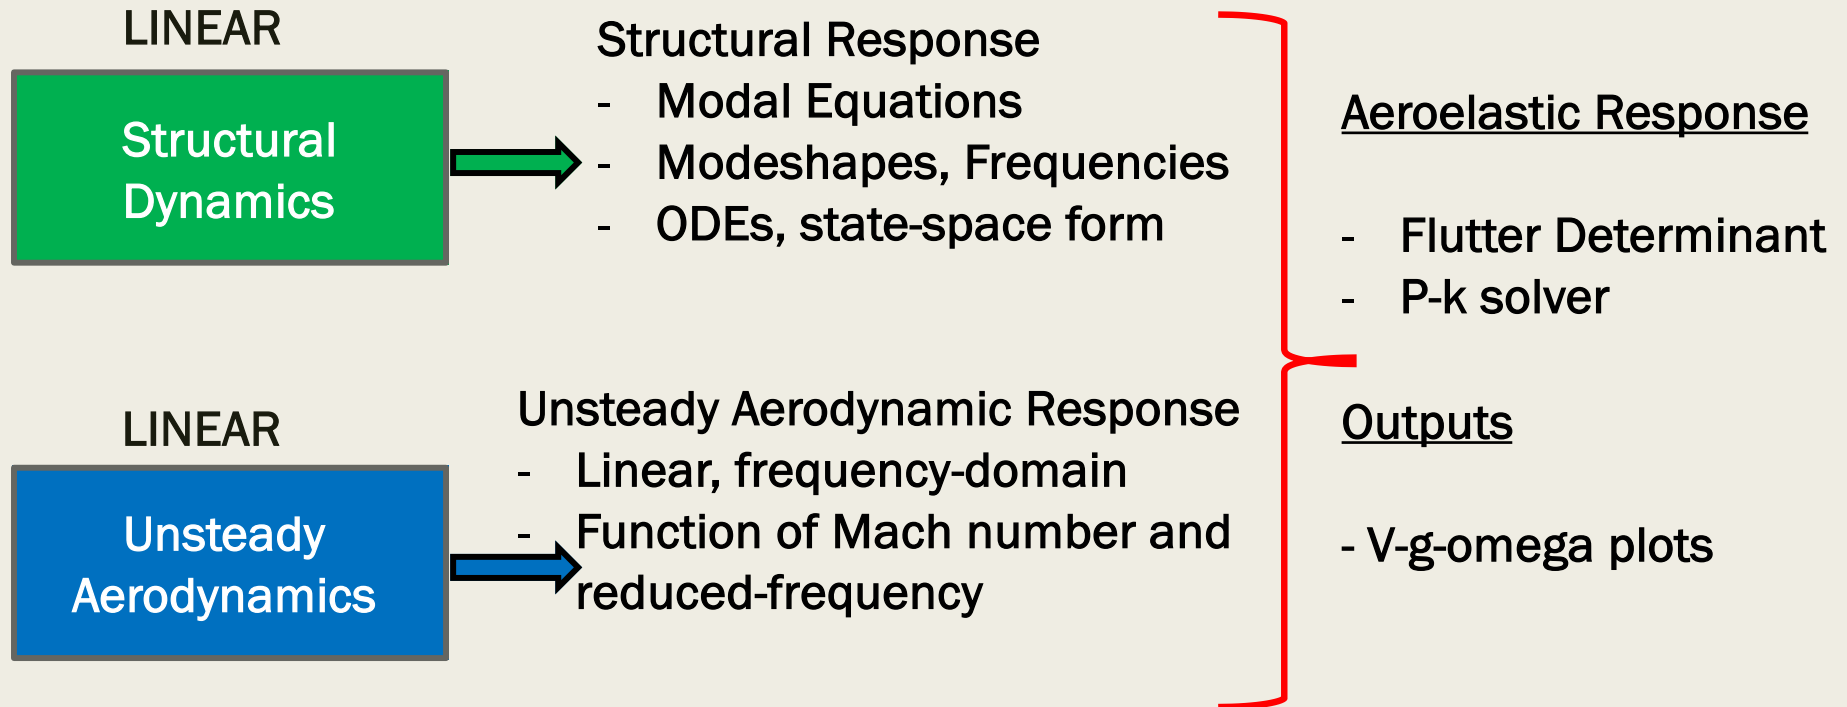 LINEAR
Structural
Dynamics
Structural Response
- Modal Equations
- Modeshapes, Frequencies
- ODEs, state-space form
LINEAR
Unsteady
Aerodynamics
Unsteady Aerodynamic Response
- Linear, frequency-domain
- Function of Mach number and
reduced-frequency
Aeroelastic Response
- Flutter Determinant
- P-k solver
Outputs
- V-g-omega plots